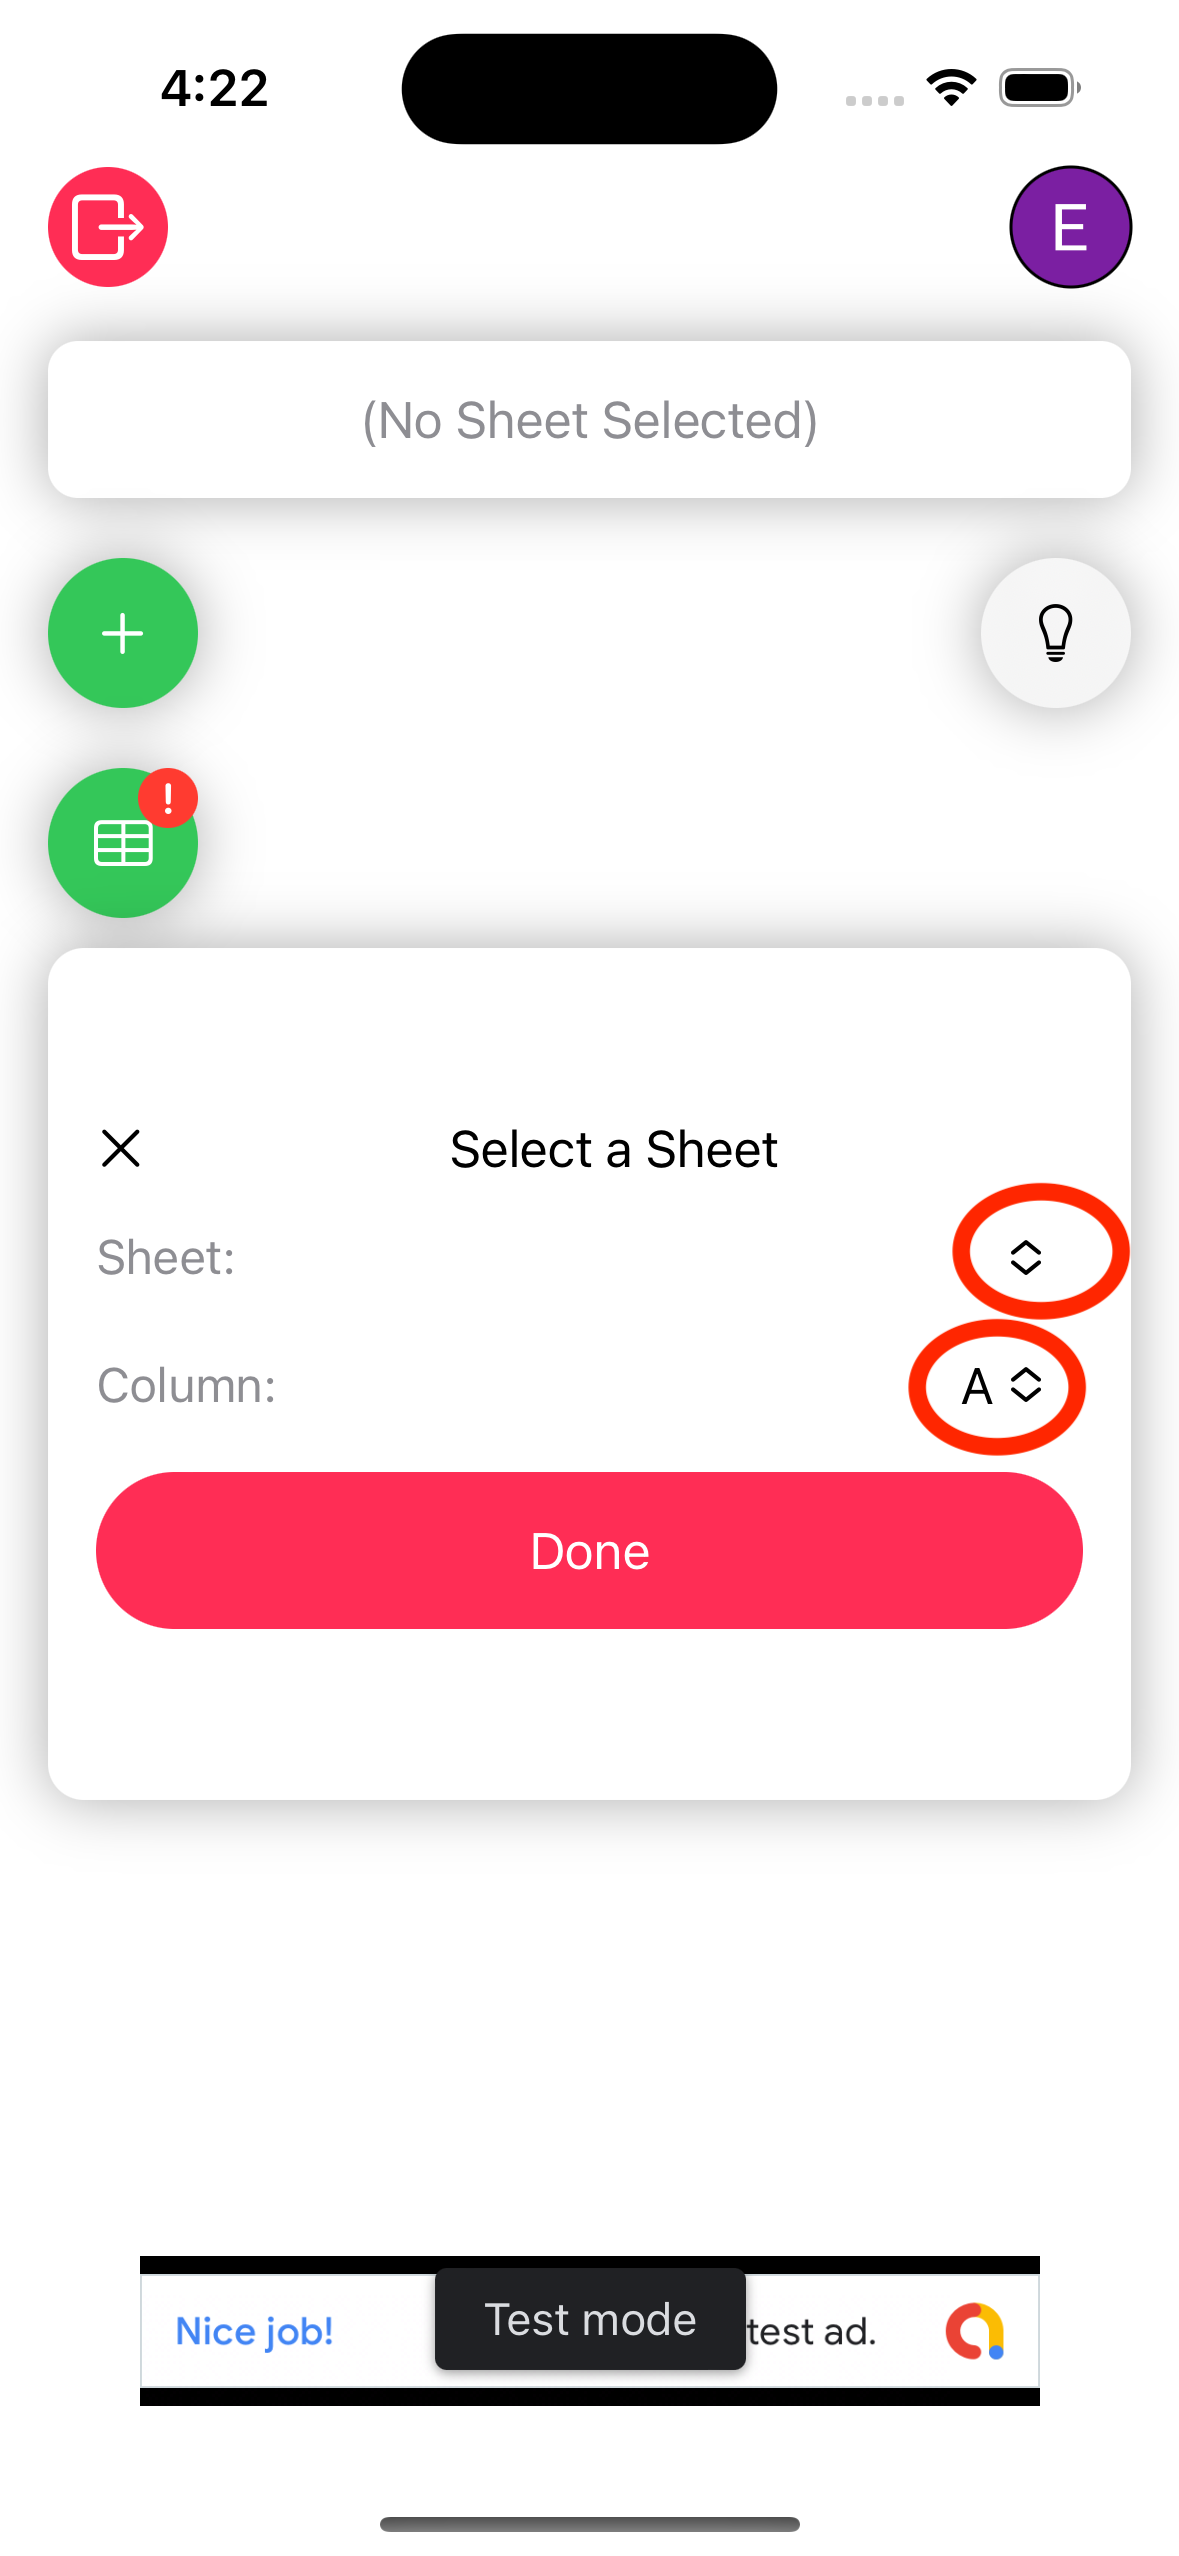 4:22
E
(No Sheet Selected)
!
Select a Sheet
Sheet:
Column: A
Done
Nice job! Test mode test ad.